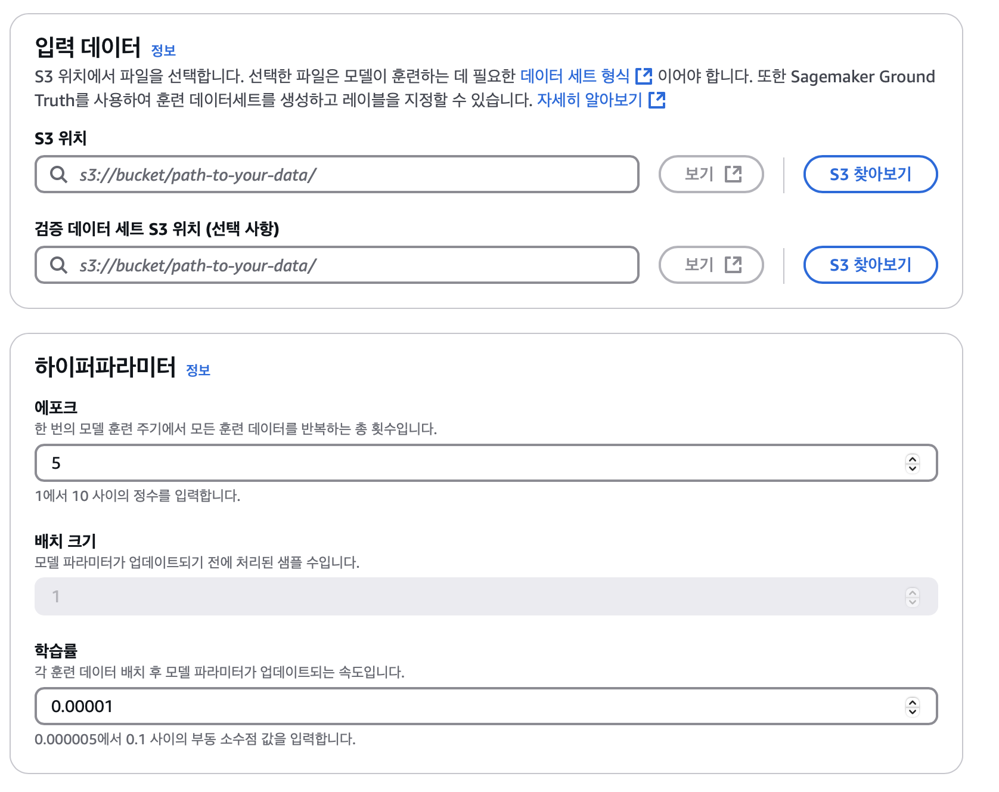 입력 데이터 정보
S3 위치에서 파일을 선택합니다. 선택한 파일은 모델이 훈련하는 데 필요한 데이터 세트 형식 이어야 합니다. 또한 Sagemaker Ground
Truth를 사용하여 훈련 데이터세트를 생성하고 레이블을 지정할 수 있습니다. 자세히 알아보기
S3 위치
s3://bucket/path-to-your-data/ 보기 S3 찾아보기
검증 데이터 세트 S3 위치 (선택 사항)
s3://bucket/path-to-your-data/ 보기 S3 찾아보기
하이퍼파라미터 정보
에포크
한 번의 모델 훈련 주기에서 모든 훈련 데이터를 반복하는 총 횟수입니다.
5
1에서 10 사이의 정수를 입력합니다.
배치 크기
모델 파라미터가 업데이트되기 전에 처리된 샘플 수입니다.
1
학습률
각 훈련 데이터 배치 후 모델 파라미터가 업데이트되는 속도입니다.
0.00001
0.000005에서 0.1 사이의 부동 소수점 값을 입력합니다.